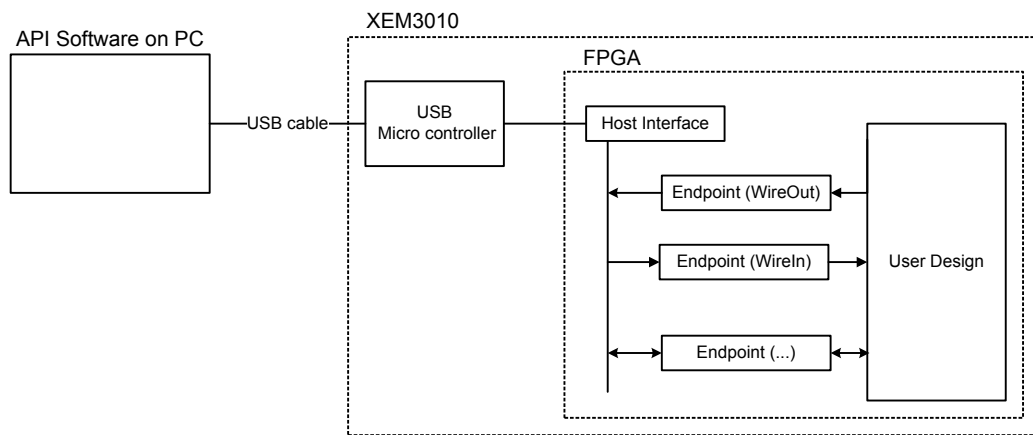 XEM3010
API Software on PC
FPGA
USB cable
USB
Micro controller
Host Interface
Endpoint (WireOut)
Endpoint (WireIn)
User Design
Endpoint (...)